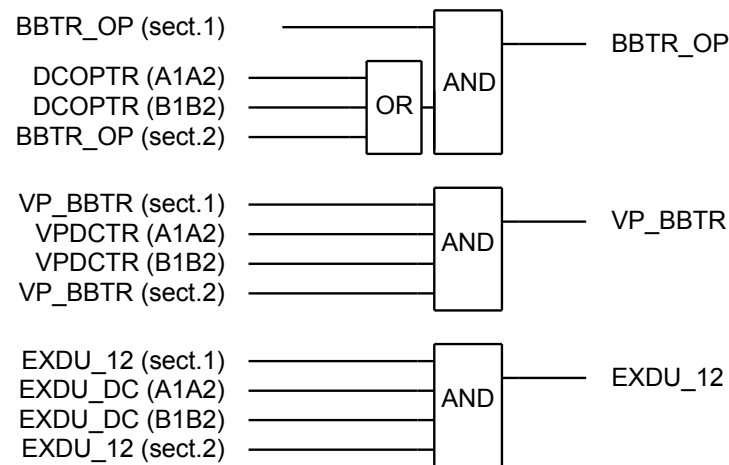 BBTR_OP (sect.1)
DCOPTR (A1A2)
DCOPTR (B1B2)
BBTR_OP (sect.2)
OR
AND
BBTR_OP
VP_BBTR (sect.1)
VPDCTR (A1A2)
VPDCTR (B1B2)
VP_BBTR (sect.2)
AND
VP_BBTR
EXDU_12 (sect.1)
EXDU_DC (A1A2)
EXDU_DC (B1B2)
EXDU_12 (sect.2)
AND
EXDU_12